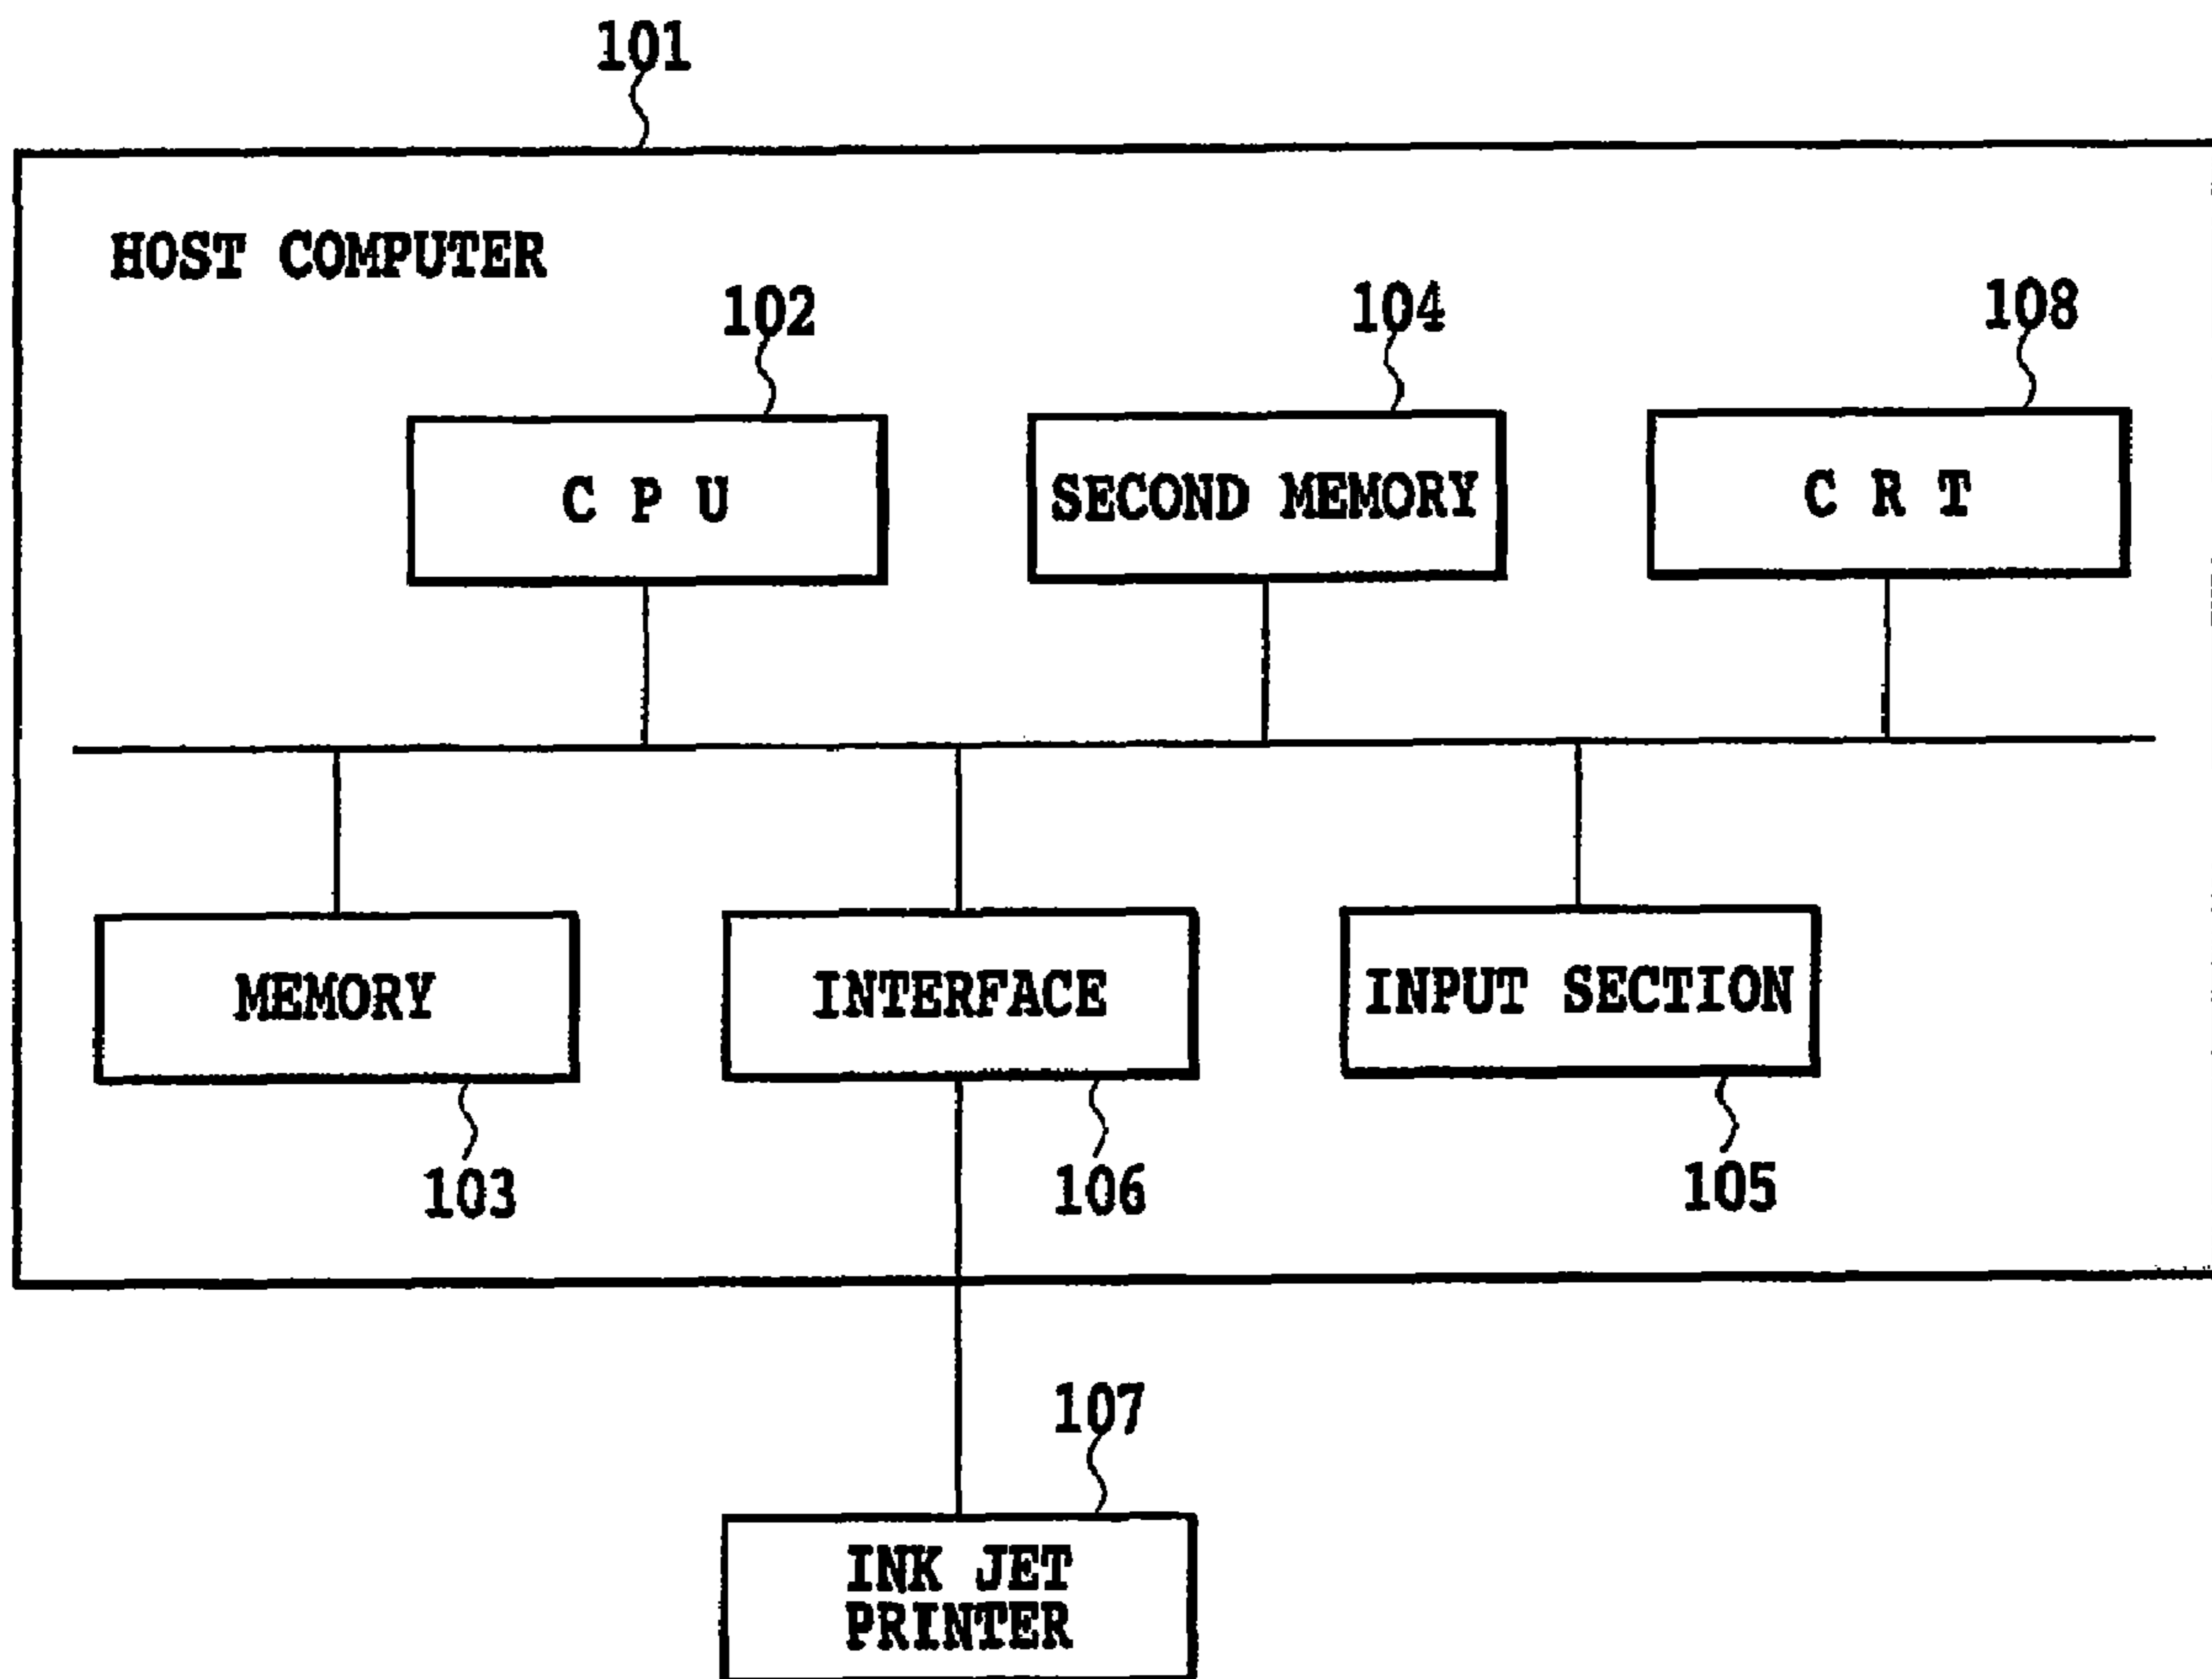 101
HOST COMPUTER
102
104
108
C P U
SECOND MEMORY
C R T
MEMORY
INTERFACE
INPUT SECTION
103
106
105
107
INK JET
PRINTER